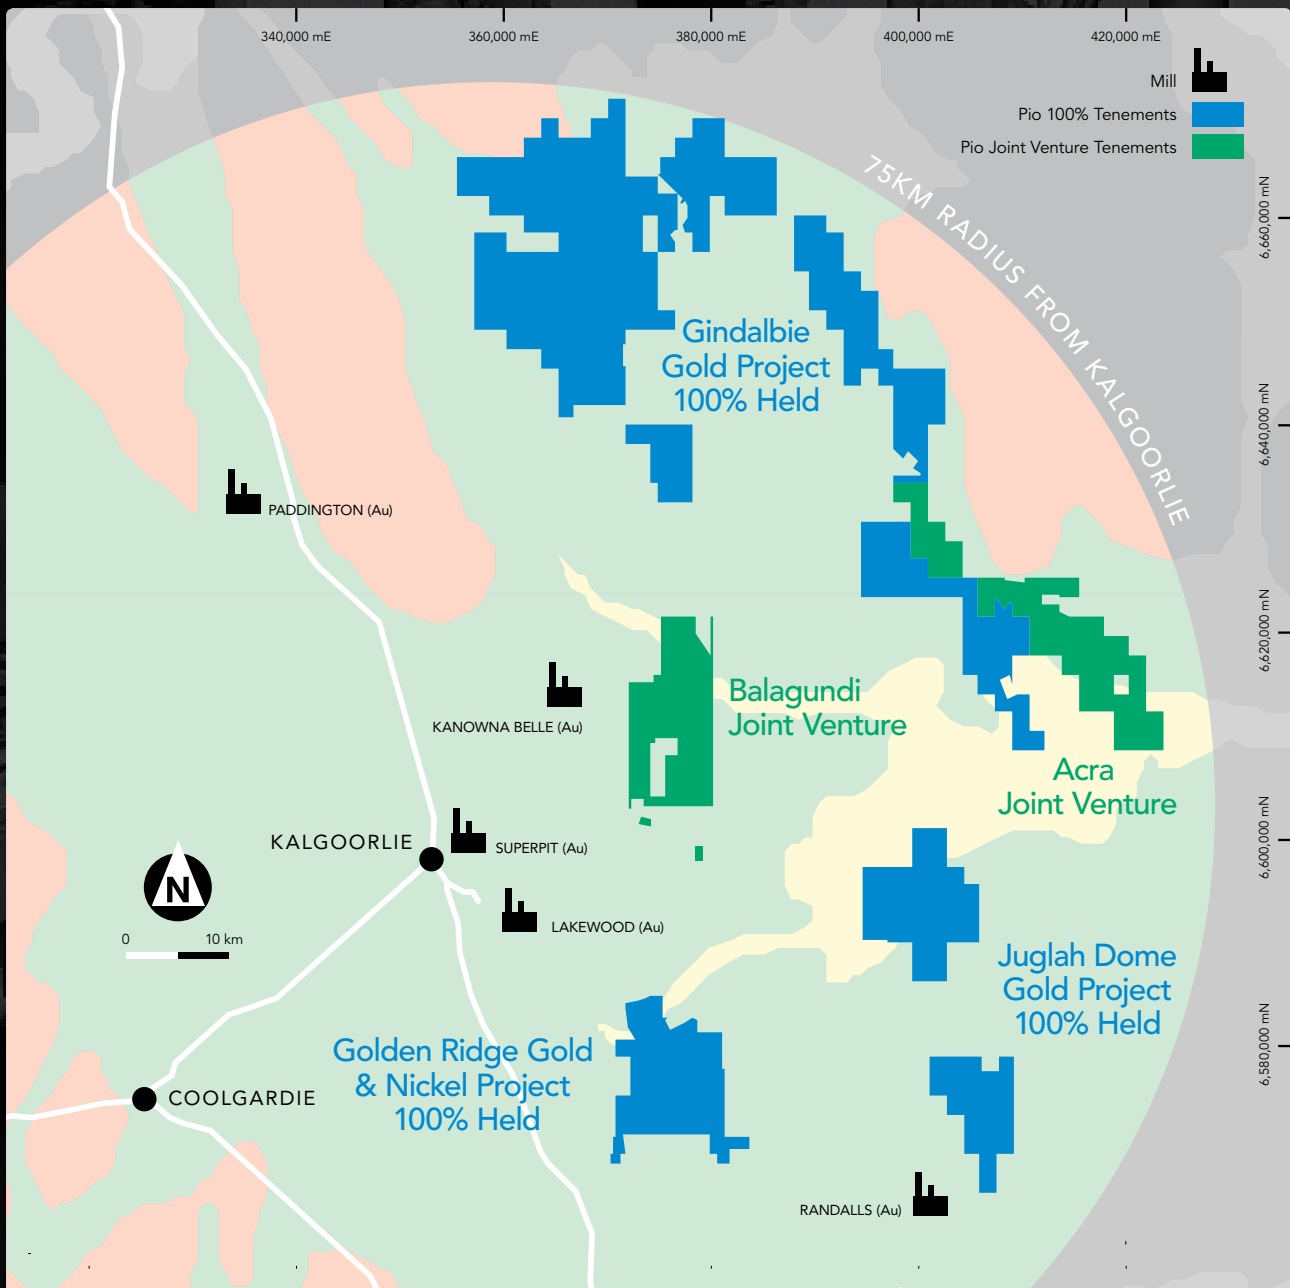 340,000 mE
360,000 mE
380,000 mE
400,000 mE
420,000 mE
Mill
Pio 100% Tenements
Pio Joint Venture Tenements
75KM RADIUS FROM KALGOORLIE
6,660,000 mN
6,640,000 mN
6,620,000 mN
6,600,000 mN
6,580,000 mN
Gindalbie
Gold Project
100% Held
PADDINGTON (Au)
Balagundi
Joint Venture
KANOWNA BELLE (Au)
Acra
Joint Venture
KALGOORLIE
SUPERPIT (Au)
N
0 10 km
LAKEWOOD (Au)
Juglah Dome
Gold Project
100% Held
Golden Ridge Gold
& Nickel Project
100% Held
COOLGARDIE
RANDALLS (Au)